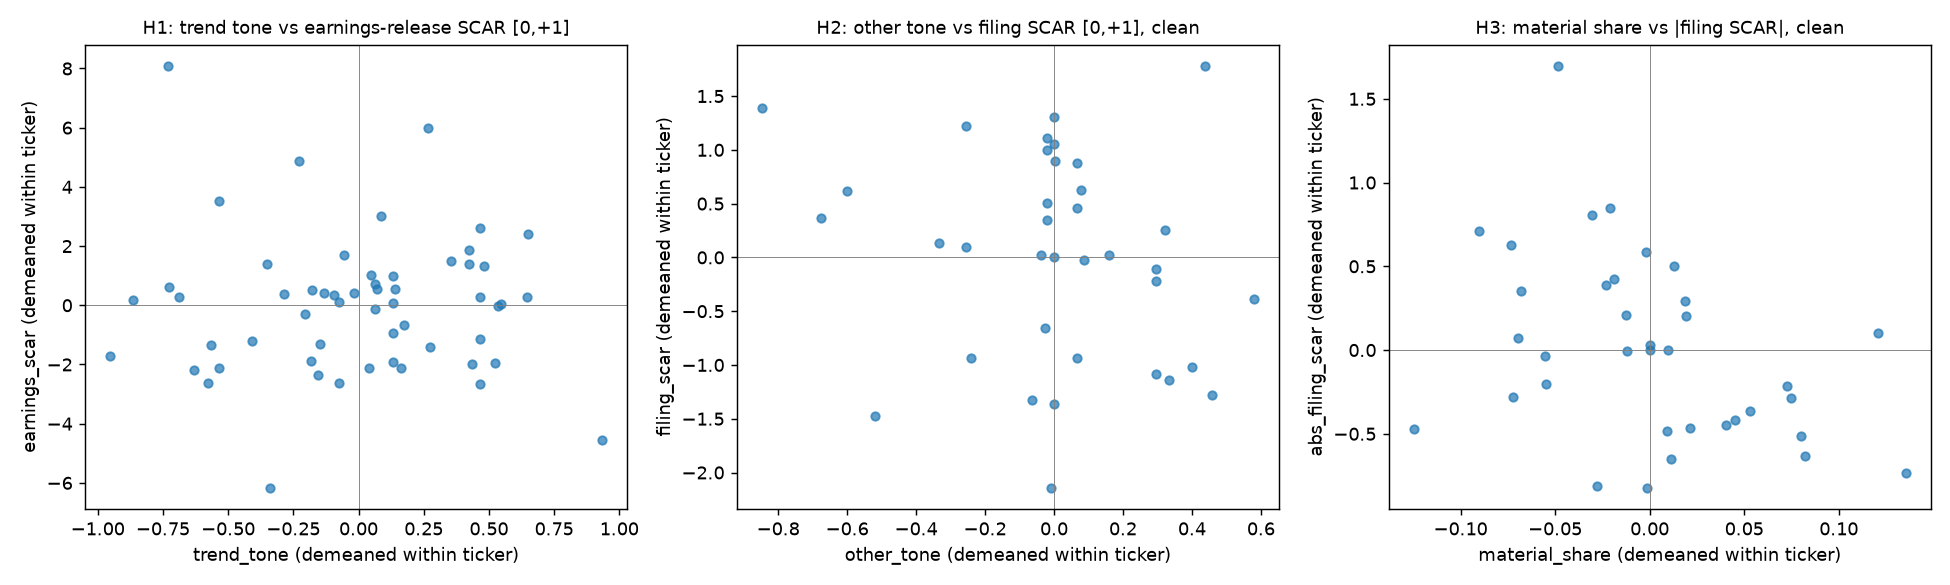 H1: trend tone vs earnings-release SCAR [0,+1]
earnings_scar (demeaned within ticker)
8
6
4
2
0
−2
−4
−6
−1.00 −0.75 −0.50 −0.25 0.00 0.25 0.50 0.75 1.00
trend_tone (demeaned within ticker)
H2: other tone vs filing SCAR [0,+1], clean
filing_scar (demeaned within ticker)
1.5
1.0
0.5
0.0
−0.5
−1.0
−1.5
−2.0
−0.8 −0.6 −0.4 −0.2 0.0 0.2 0.4 0.6
other_tone (demeaned within ticker)
H3: material share vs |filing SCAR|, clean
abs_filing_scar (demeaned within ticker)
1.5
1.0
0.5
0.0
−0.5
−0.10 −0.05 0.00 0.05 0.10
material_share (demeaned within ticker)